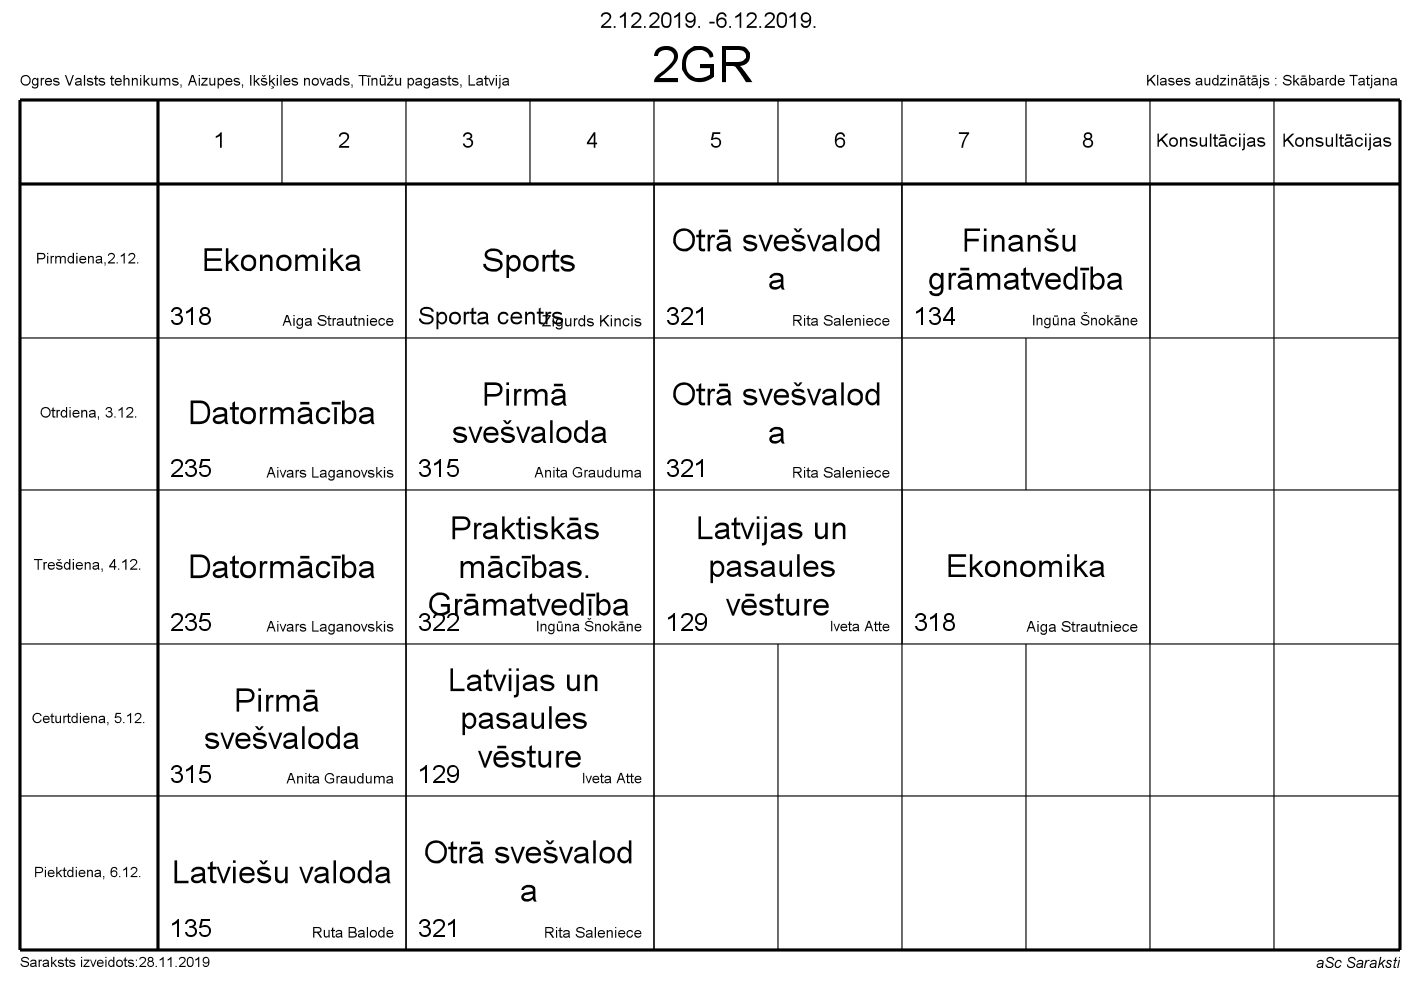 2.12.2019. -6.12.2019.
2GR
Ogres Valsts tehnikums, Aizupes, Ikšķiles novads, Tīnūžu pagasts, Latvija
Klases audzinātājs : Skābarde Tatjana
1 2 3 4 5 6 7 8 Konsultācijas Konsultācijas
Pirmdiena,2.12.
Ekonomika
318 Aiga Strautniece
Sports
Sporta centrs Zigurds Kincis
Otrā svešvalod
a
321 Rita Saleniece
Finanšu
grāmatvedība
134 Ingūna Šnokāne
Otrdiena, 3.12.
Datormācība
235 Aivars Laganovskis
Pirmā
svešvaloda
315 Anita Grauduma
Otrā svešvalod
a
321 Rita Saleniece
Trešdiena, 4.12.
Datormācība
235 Aivars Laganovskis
Praktiskās
mācības.
Grāmatvedība
322 Ingūna Šnokāne
Latvijas un
pasaules
vēsture
129 Iveta Atte
Ekonomika
318 Aiga Strautniece
Ceturtdiena, 5.12.
Pirmā
svešvaloda
315 Anita Grauduma
Latvijas un
pasaules
vēsture
129 Iveta Atte
Piektdiena, 6.12.
Latviešu valoda
135 Ruta Balode
Otrā svešvalod
a
321 Rita Saleniece
Saraksts izveidots:28.11.2019
aSc Saraksti